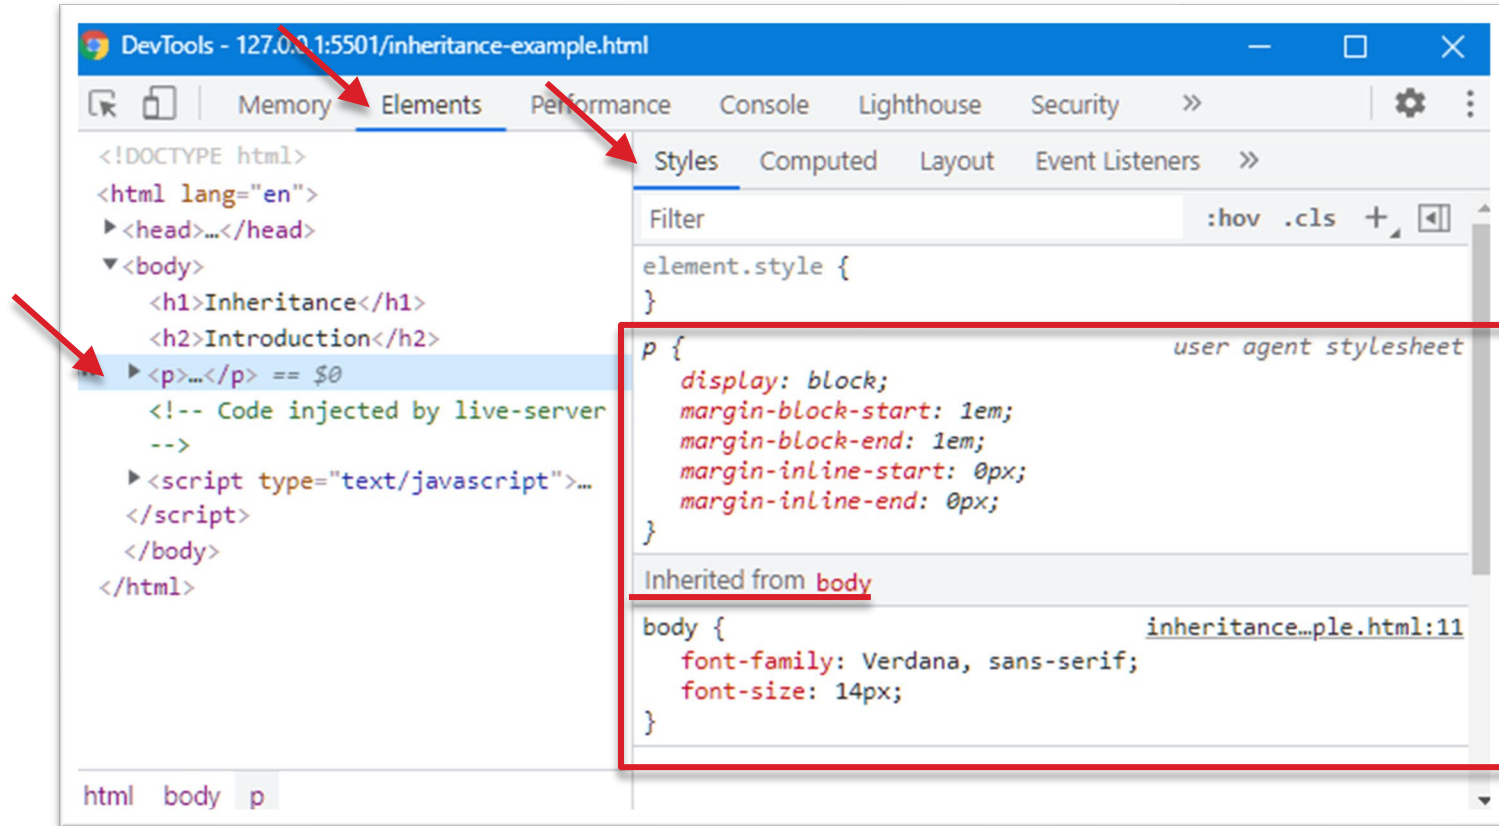 DevTools - 127.0.0.1:5501/inheritance-example.html
Memory Elements Performance Console Lighthouse Security »
<!DOCTYPE html>
<html lang="en">
<head>…</head>
<body>
<h1>Inheritance</h1>
<h2>Introduction</h2>
<p>…</p> == $0
<!-- Code injected by live-server
-->
<script type="text/javascript">…
</script>
</body>
</html>
html body p
Styles Computed Layout Event Listeners »
Filter :hov .cls +
element.style {
}
p { user agent stylesheet
display: block;
margin-block-start: 1em;
margin-block-end: 1em;
margin-inline-start: 0px;
margin-inline-end: 0px;
}
Inherited from body
body { inheritance…ple.html:11
font-family: Verdana, sans-serif;
font-size: 14px;
}